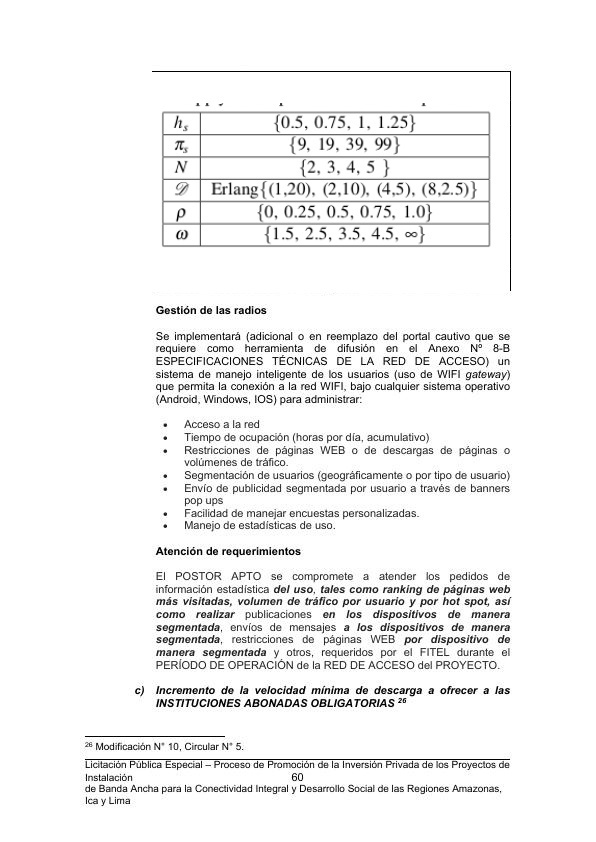 h_s {0.5, 0.75, 1, 1.25}
π_s {9, 19, 39, 99}
N {2, 3, 4, 5 }
𝒟 Erlang{(1,20), (2,10), (4,5), (8,2.5)}
ρ {0, 0.25, 0.5, 0.75, 1.0}
ω {1.5, 2.5, 3.5, 4.5, ∞}
Gestión de las radios
Se implementará (adicional o en reemplazo del portal cautivo que se
requiere como herramienta de difusión en el Anexo Nº 8-B
ESPECIFICACIONES TÉCNICAS DE LA RED DE ACCESO) un
sistema de manejo inteligente de los usuarios (uso de WIFI gateway)
que permita la conexión a la red WIFI, bajo cualquier sistema operativo
(Android, Windows, IOS) para administrar:
• Acceso a la red
• Tiempo de ocupación (horas por día, acumulativo)
• Restricciones de páginas WEB o de descargas de páginas o
volúmenes de tráfico.
• Segmentación de usuarios (geográficamente o por tipo de usuario)
• Envío de publicidad segmentada por usuario a través de banners
pop ups
• Facilidad de manejar encuestas personalizadas.
• Manejo de estadísticas de uso.
Atención de requerimientos
El POSTOR APTO se compromete a atender los pedidos de
información estadística del uso, tales como ranking de páginas web
más visitadas, volumen de tráfico por usuario y por hot spot, así
como realizar publicaciones en los dispositivos de manera
segmentada, envíos de mensajes a los dispositivos de manera
segmentada, restricciones de páginas WEB por dispositivo de
manera segmentada y otros, requeridos por el FITEL durante el
PERÍODO DE OPERACIÓN de la RED DE ACCESO del PROYECTO.
c) Incremento de la velocidad mínima de descarga a ofrecer a las
INSTITUCIONES ABONADAS OBLIGATORIAS 26
26 Modificación N° 10, Circular N° 5.
Licitación Pública Especial – Proceso de Promoción de la Inversión Privada de los Proyectos de
Instalación 60
de Banda Ancha para la Conectividad Integral y Desarrollo Social de las Regiones Amazonas,
Ica y Lima